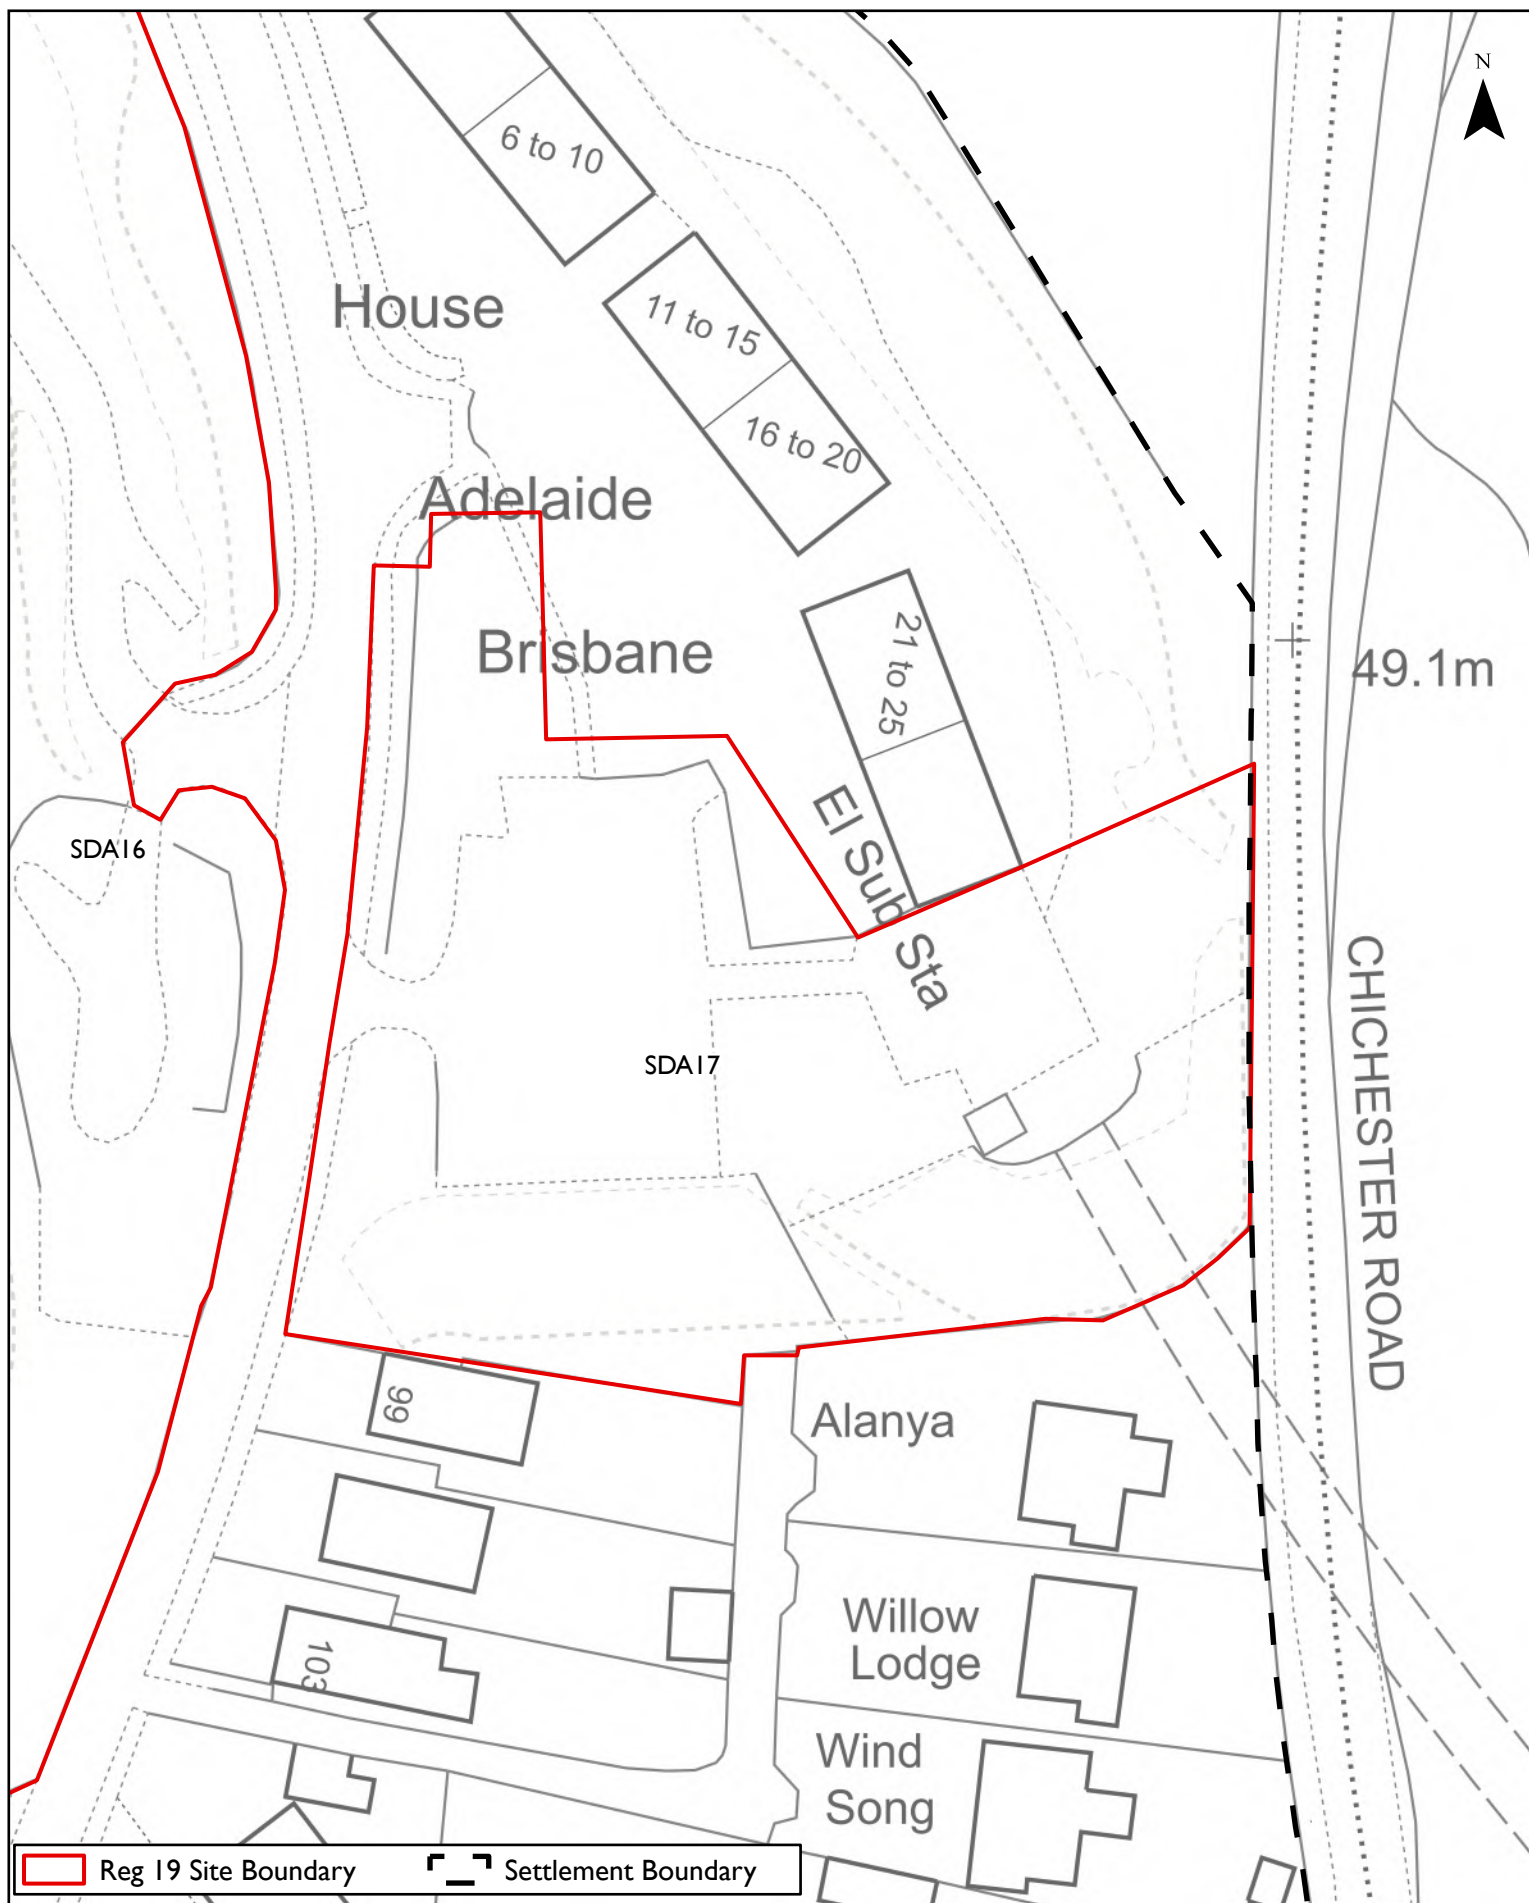 N
6 to 10
House
11 to 15
16 to 20
Adelaide
Brisbane
21 to 25
49.1m
El Sub Sta
SDA16
SDA17
CHICHESTER ROAD
99
Alanya
Willow
Lodge
103
Wind
Song
Reg 19 Site Boundary
Settlement Boundary